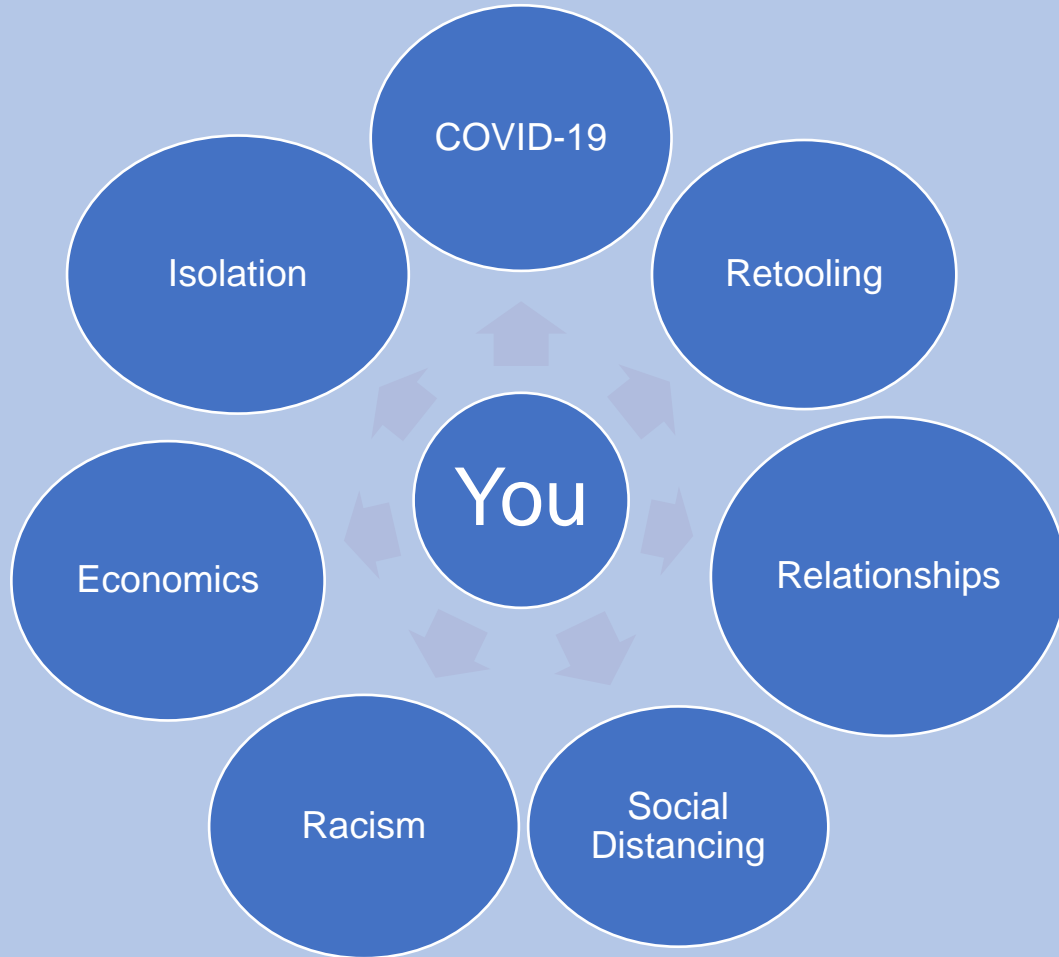 COVID-19
Isolation
Retooling
You
Economics
Relationships
Racism
Social
Distancing